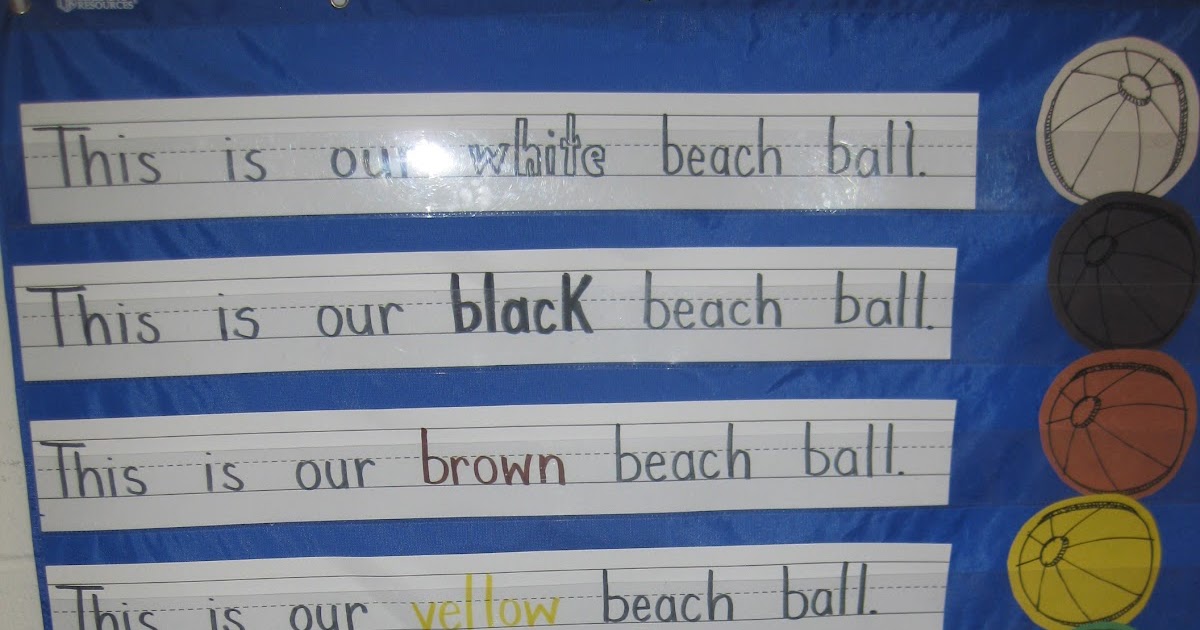 RESOURCES
This is our white beach ball.
This is our black beach ball.
This is our brown beach ball.
This is our yellow beach ball.